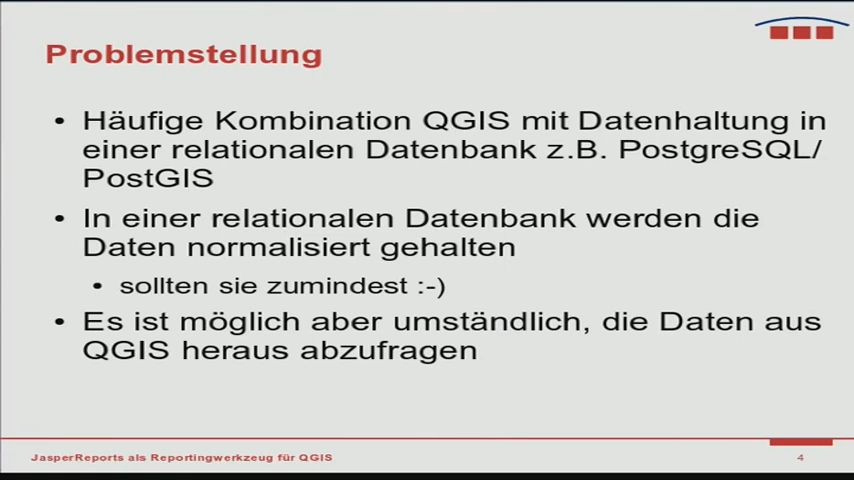 Problemstellung
• Häufige Kombination QGIS mit Datenhaltung in
einer relationalen Datenbank z.B. PostgreSQL/
PostGIS
• In einer relationalen Datenbank werden die
Daten normalisiert gehalten
• sollten sie zumindest :-)
• Es ist möglich aber umständlich, die Daten aus
QGIS heraus abzufragen
JasperReports als Reportingwerkzeug für QGIS
4